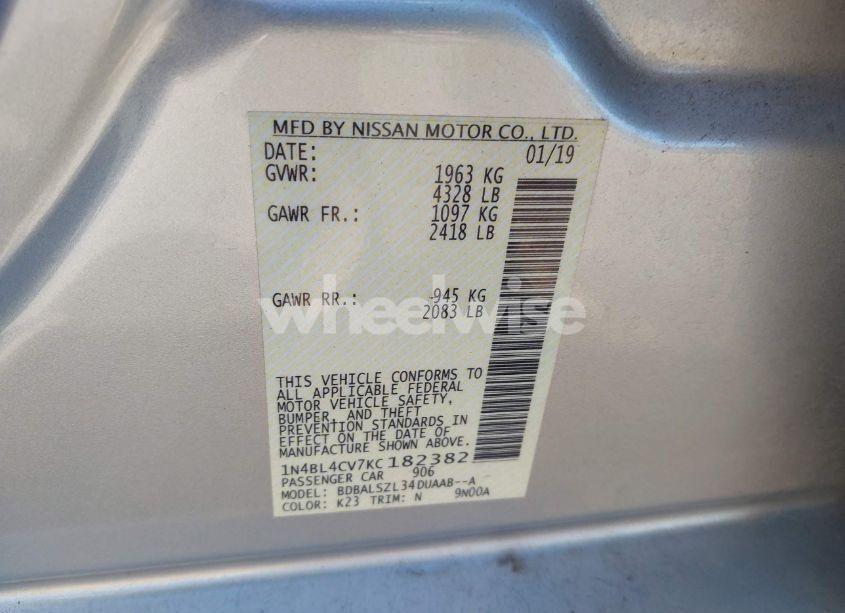 MFD BY NISSAN MOTOR CO., LTD.
DATE: 01/19
GVWR: 1963 KG
4328 LB
GAWR FR.: 1097 KG
2418 LB
GAWR RR.: 945 KG
2083 LB
wheelwise
THIS VEHICLE CONFORMS TO
ALL APPLICABLE FEDERAL
MOTOR VEHICLE SAFETY,
BUMPER, AND THEFT
PREVENTION STANDARDS IN
EFFECT ON THE DATE OF
MANUFACTURE SHOWN ABOVE.
1N4BL4CV7KC182382
PASSENGER CAR 906
MODEL: BDBALSZL34DUAAB--A
COLOR: K23 TRIM: N 9N00A